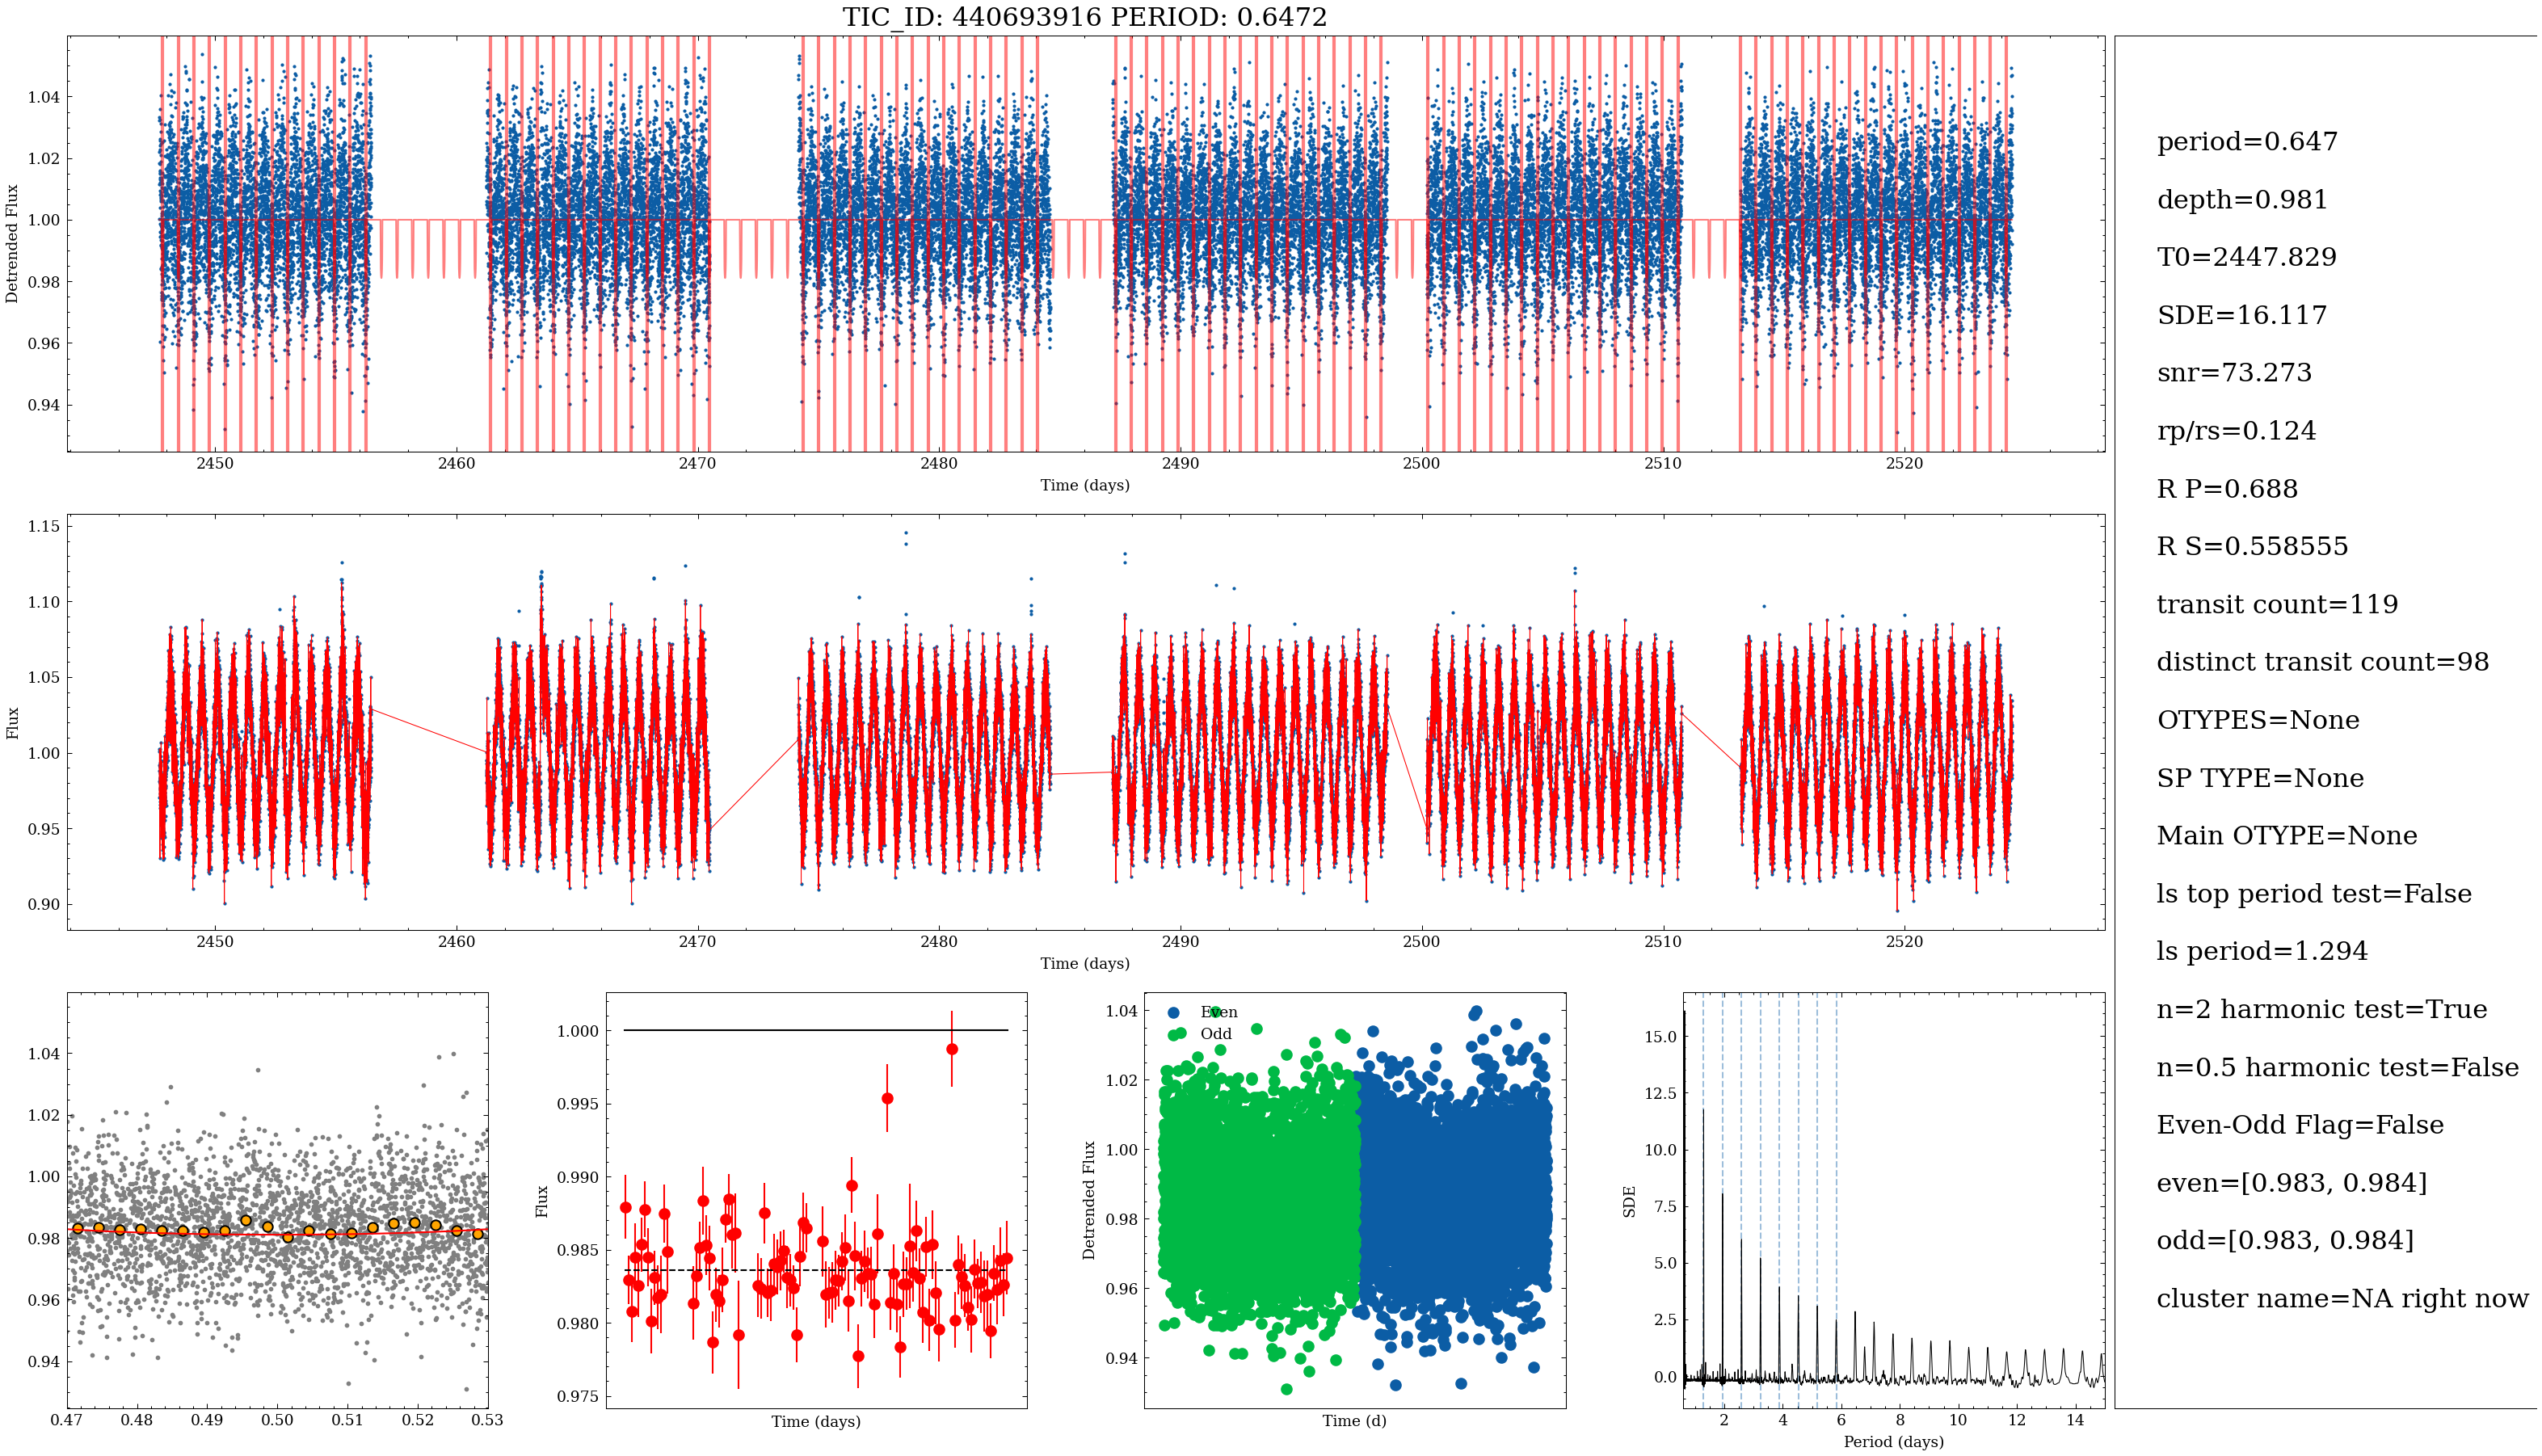 TIC_ID: 440693916 PERIOD: 0.6472
Detrended Flux
1.04
1.02
1.00
0.98
0.96
0.94
2450 2460 2470 2480 2490 2500 2510 2520
Time (days)
Flux
1.15
1.10
1.05
1.00
0.95
0.90
2450 2460 2470 2480 2490 2500 2510 2520
Time (days)
1.04
1.02
1.00
0.98
0.96
0.94
0.47 0.48 0.49 0.50 0.51 0.52 0.53
Flux
1.000
0.995
0.990
0.985
0.980
0.975
Time (days)
Detrended Flux
1.04
1.02
1.00
0.98
0.96
0.94
Even
Odd
Time (d)
SDE
15.0
12.5
10.0
7.5
5.0
2.5
0.0
2 4 6 8 10 12 14
Period (days)
period=0.647
depth=0.981
T0=2447.829
SDE=16.117
snr=73.273
rp/rs=0.124
R P=0.688
R S=0.558555
transit count=119
distinct transit count=98
OTYPES=None
SP TYPE=None
Main OTYPE=None
ls top period test=False
ls period=1.294
n=2 harmonic test=True
n=0.5 harmonic test=False
Even-Odd Flag=False
even=[0.983, 0.984]
odd=[0.983, 0.984]
cluster name=NA right now